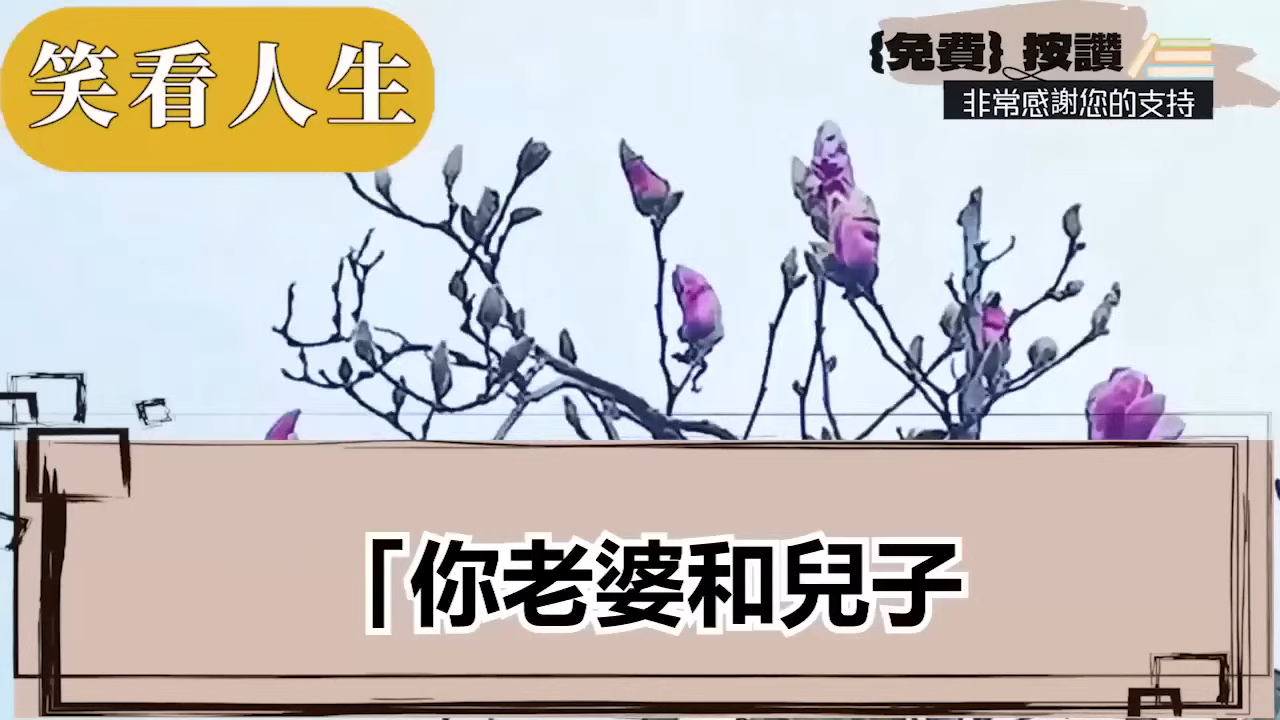 笑看人生
{免費} 按讚
非常感謝您的支持
「你老婆和兒子